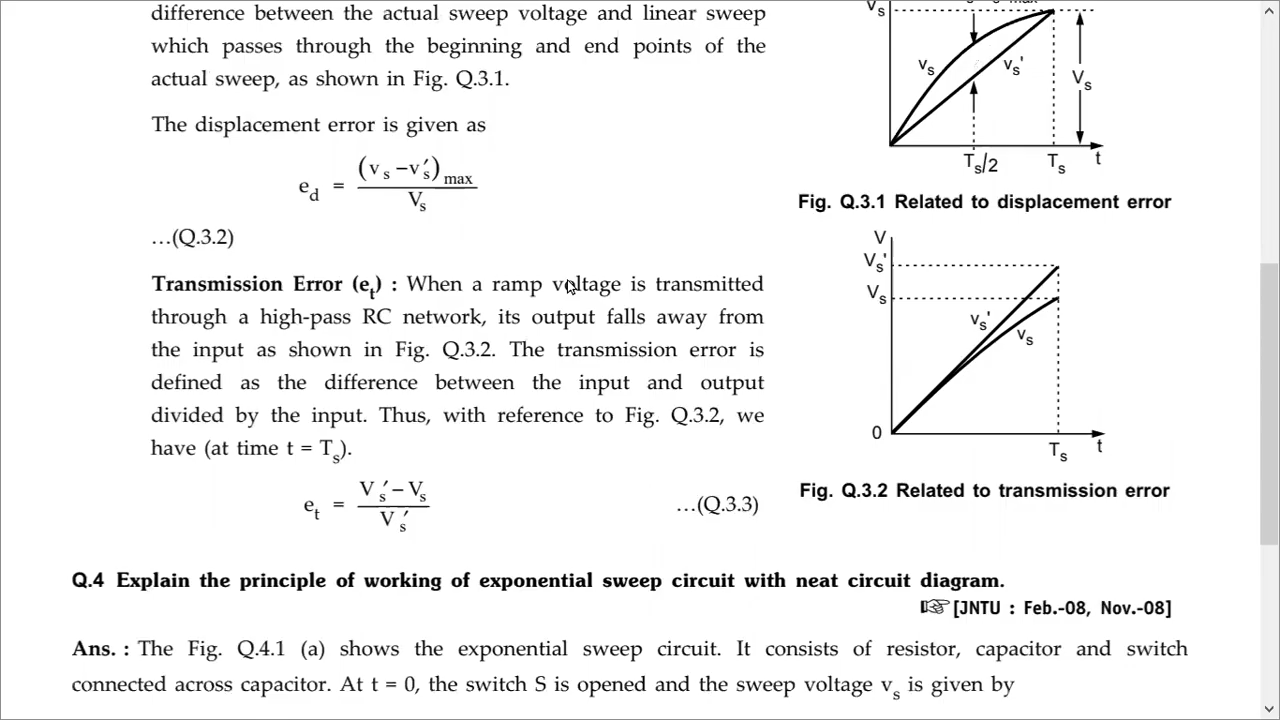 difference between the actual sweep voltage and linear sweep
which passes through the beginning and end points of the
actual sweep, as shown in Fig. Q.3.1.
The displacement error is given as
e_d = (v_s – v_s′)_max / V_s
…(Q.3.2)
Transmission Error (e_t) : When a ramp voltage is transmitted
through a high-pass RC network, its output falls away from
the input as shown in Fig. Q.3.2. The transmission error is
defined as the difference between the input and output
divided by the input. Thus, with reference to Fig. Q.3.2, we
have (at time t = T_s).
e_t = V_s′ – V_s / V_s′ …(Q.3.3)
V_s
v_s
v_s'
V_s
T_s/2
T_s
t
Fig. Q.3.1 Related to displacement error
V
V_s'
V_s
v_s'
v_s
0
T_s
t
Fig. Q.3.2 Related to transmission error
Q.4 Explain the principle of working of exponential sweep circuit with neat circuit diagram.
☞ [JNTU : Feb.-08, Nov.-08]
Ans. : The Fig. Q.4.1 (a) shows the exponential sweep circuit. It consists of resistor, capacitor and switch
connected across capacitor. At t = 0, the switch S is opened and the sweep voltage v_s is given by